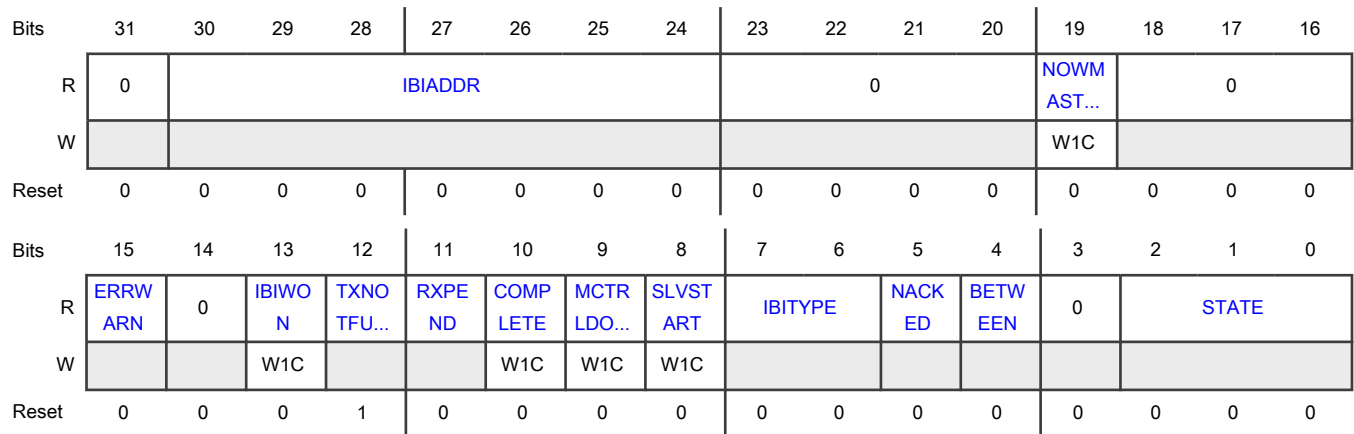 Bits 31 30 29 28 27 26 25 24 23 22 21 20 19 18 17 16
R 0 IBIADDR 0 NOWM AST... 0
W W1C
Reset 0 0 0 0 0 0 0 0 0 0 0 0 0 0 0 0
Bits 15 14 13 12 11 10 9 8 7 6 5 4 3 2 1 0
R ERRW ARN 0 IBIWO N TXNO TFU... RXPE ND COMP LETE MCTR LDO... SLVST ART IBITYPE NACK ED BETW EEN 0 STATE
W W1C W1C W1C W1C
Reset 0 0 0 1 0 0 0 0 0 0 0 0 0 0 0 0